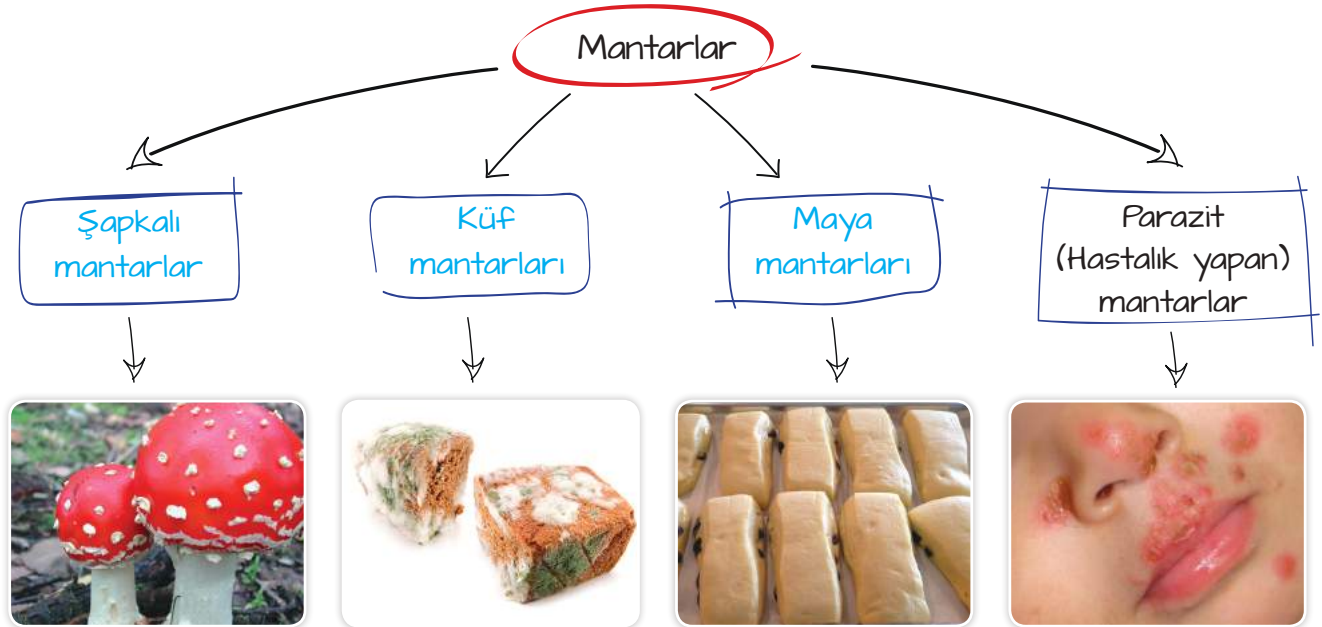 Mantarlar
Şapkalı
mantarlar
Küf
mantarları
Maya
mantarları
Parazit
(Hastalık yapan)
mantarlar